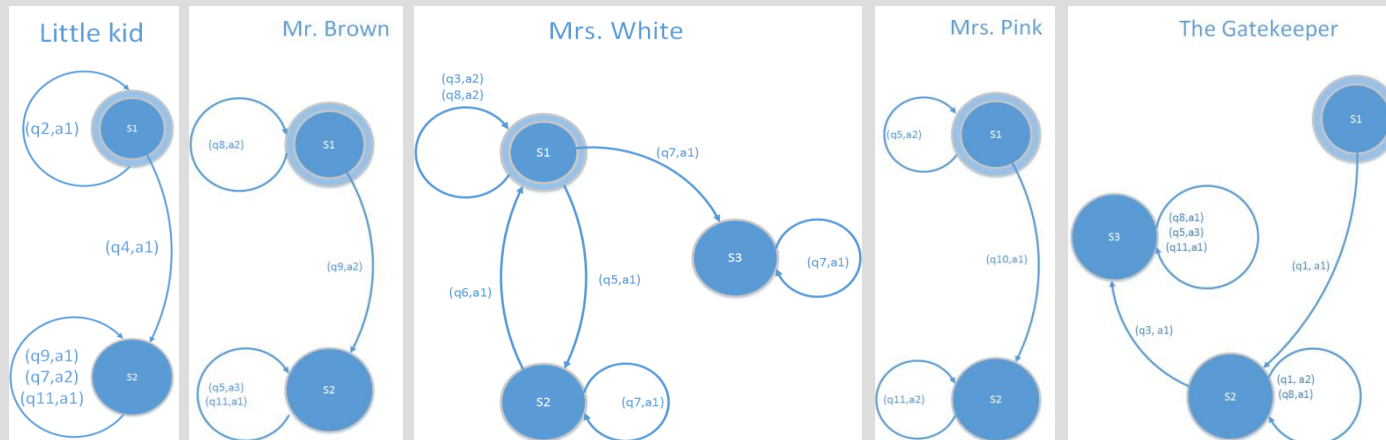 Little kid
(q2,a1)
S1
(q4,a1)
(q9,a1)
(q7,a2)
(q11,a1)
S2
Mr. Brown
(q8,a2)
S1
(q9,a2)
(q5,a3)
(q11,a1)
S2
Mrs. White
(q3,a2)
(q8,a2)
S1
(q7,a1)
S3
(q7,a1)
(q6,a1)
(q5,a1)
S2
(q7,a1)
Mrs. Pink
(q5,a2)
S1
(q10,a1)
(q11,a2)
S2
The Gatekeeper
S1
S3
(q8,a1)
(q5,a3)
(q11,a1)
(q1, a1)
(q3, a1)
S2
(q1, a2)
(q8,a1)